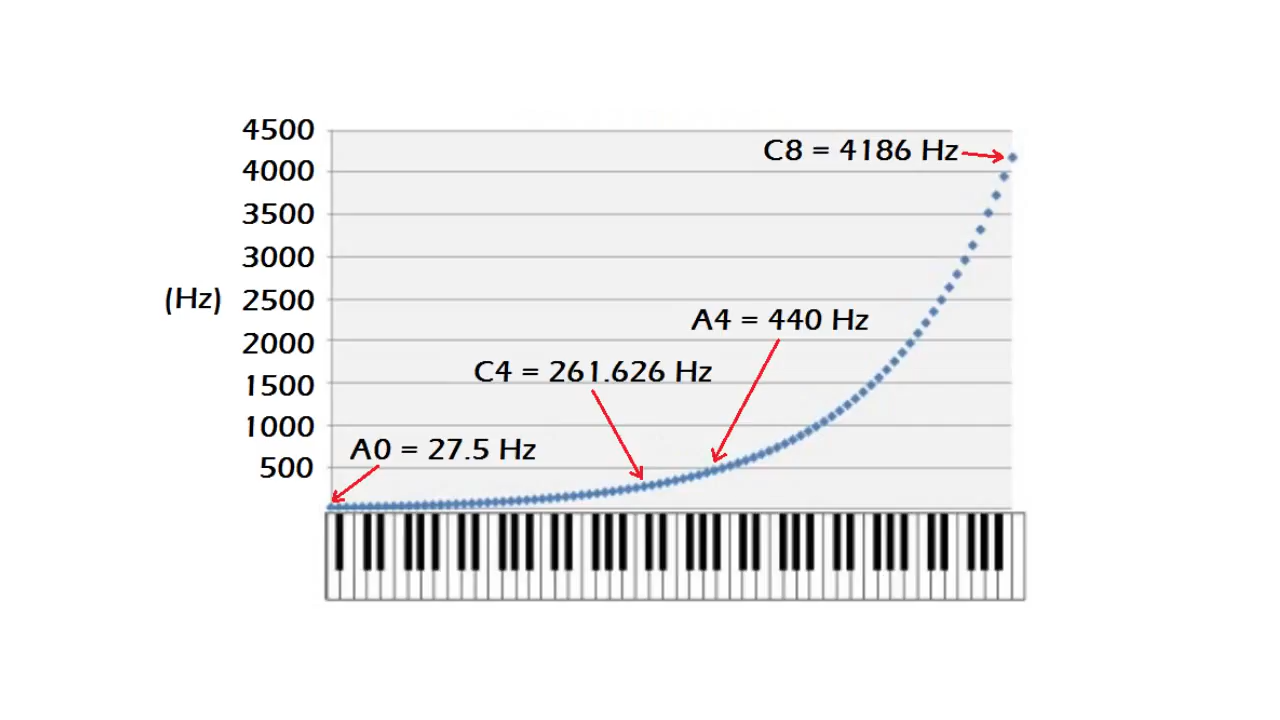 4500
C8 = 4186 Hz
4000
3500
3000
(Hz) 2500
A4 = 440 Hz
2000
C4 = 261.626 Hz
1500
1000
A0 = 27.5 Hz
500